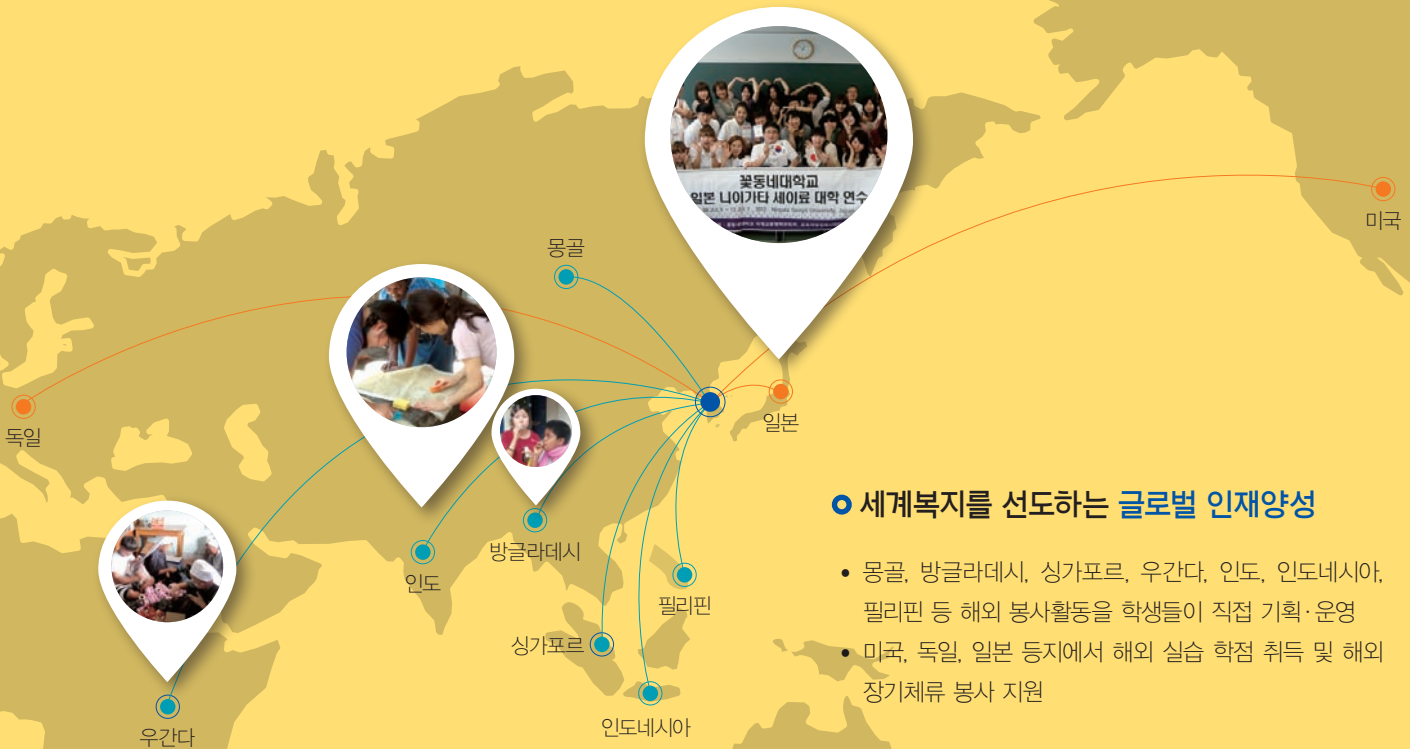 꽃동네대학교
일본 니이가타 세이료 대학 연수
미국
몽골
독일
일본
방글라데시
인도
필리핀
싱가포르
인도네시아
우간다
세계복지를 선도하는 글로벌 인재양성
• 몽골, 방글라데시, 싱가포르, 우간다, 인도, 인도네시아,
필리핀 등 해외 봉사활동을 학생들이 직접 기획·운영
• 미국, 독일, 일본 등지에서 해외 실습 학점 취득 및 해외
장기체류 봉사 지원